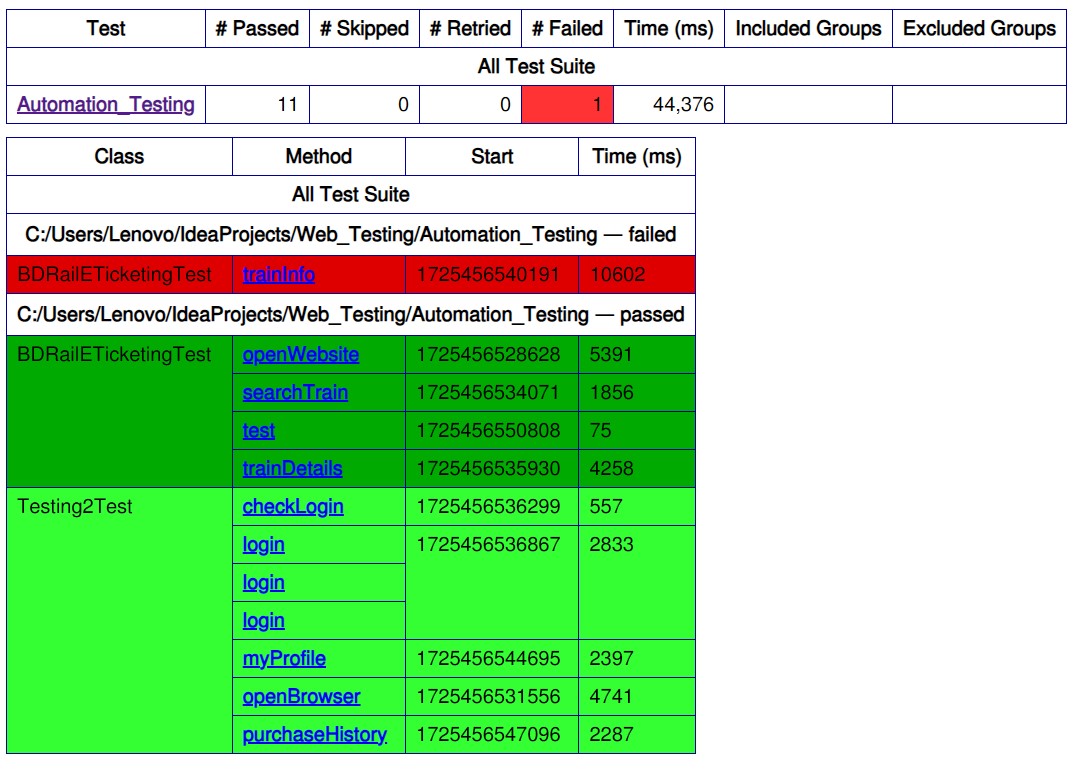 Test # Passed # Skipped # Retried # Failed Time (ms) Included Groups Excluded Groups
All Test Suite
Automation_Testing 11 0 0 1 44,376
Class Method Start Time (ms)
All Test Suite
C:/Users/Lenovo/IdeaProjects/Web_Testing/Automation_Testing — failed
BDRailETicketingTest trainInfo 1725456540191 10602
C:/Users/Lenovo/IdeaProjects/Web_Testing/Automation_Testing — passed
BDRailETicketingTest openWebsite 1725456528628 5391
searchTrain 1725456534071 1856
test 1725456550808 75
trainDetails 1725456535930 4258
Testing2Test checkLogin 1725456536299 557
login 1725456536867 2833
login
login
myProfile 1725456544695 2397
openBrowser 1725456531556 4741
purchaseHistory 1725456547096 2287